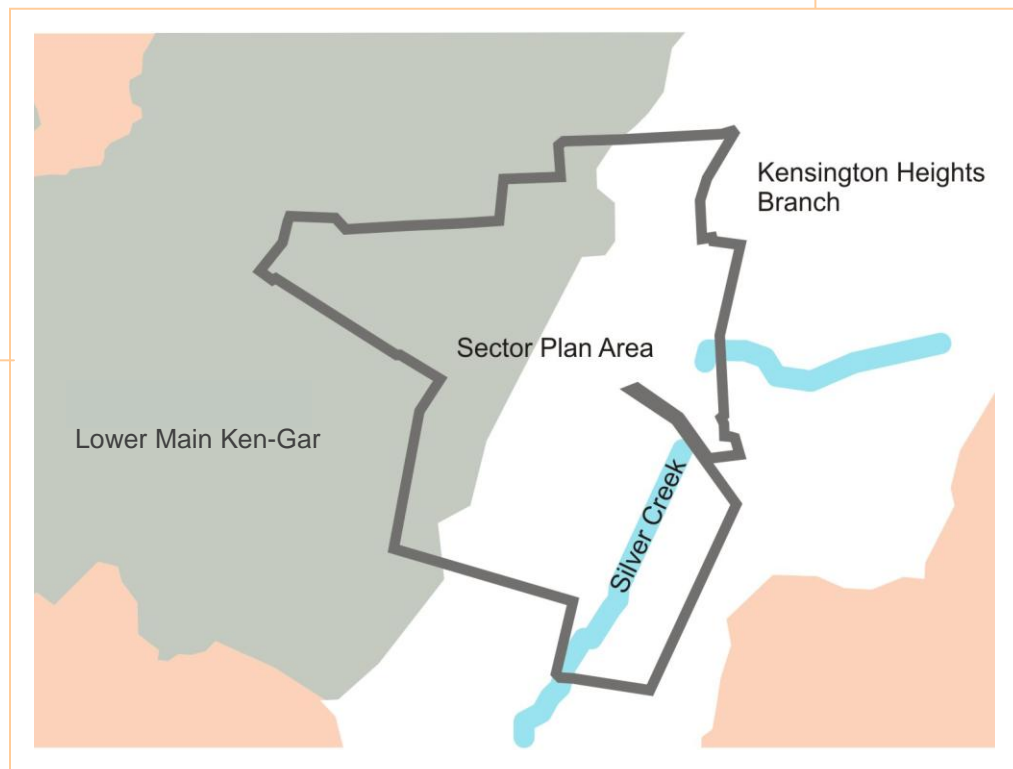 Kensington Heights
Branch
Sector Plan Area
Lower Main Ken-Gar
Silver Creek